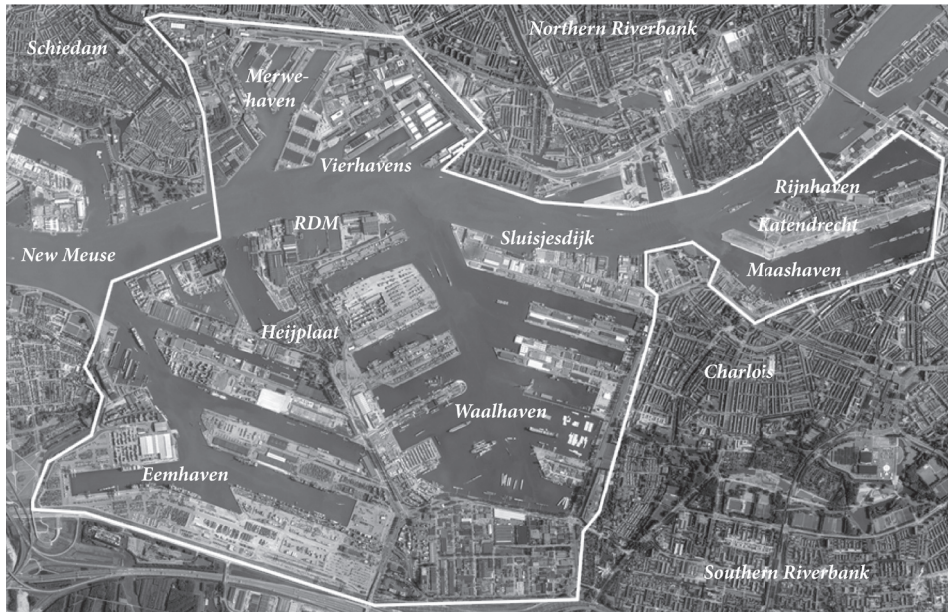 Northern Riverbank
Schiedam
Merwe-
haven
Vierhavens
Rijnhaven
RDM
Katendrecht
Sluisjesdijk
New Meuse
Maashaven
Heijplaat
Charlois
Waalhaven
Eemhaven
Southern Riverbank